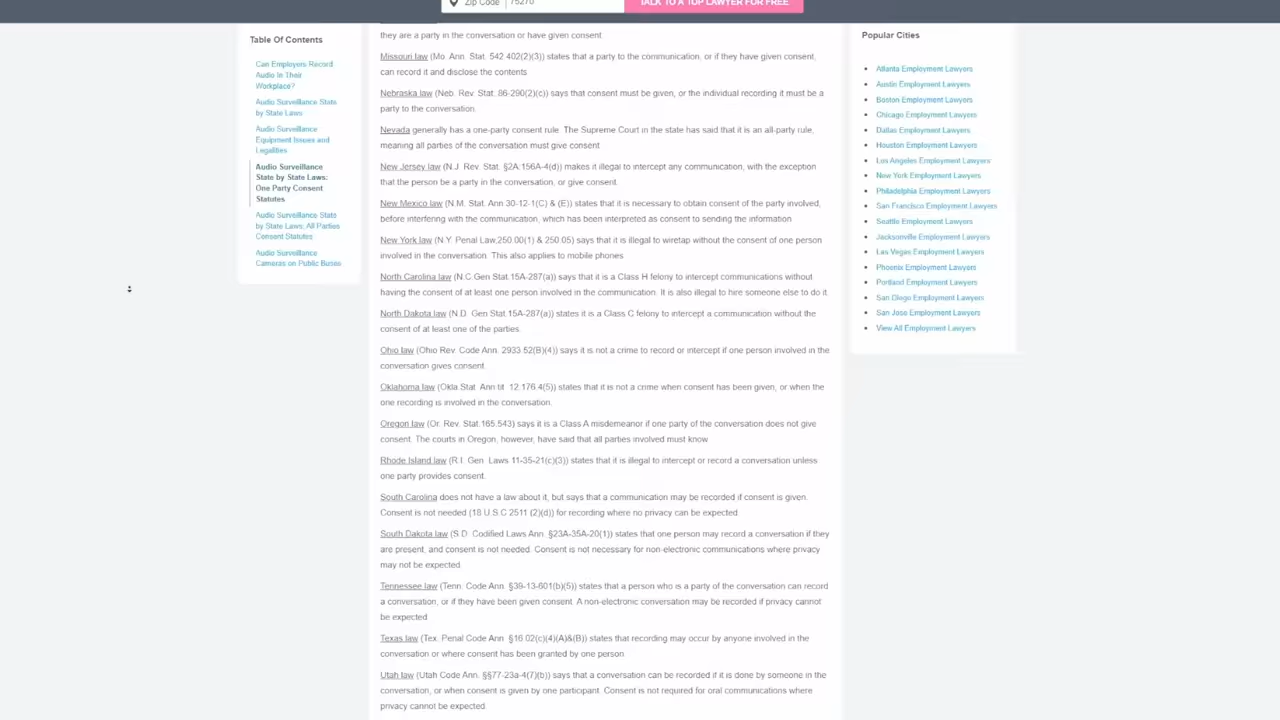 Zip Code
75270
TALK TO A TOP LAWYER FOR FREE
Table Of Contents
Can Employers Record
Audio In Their
Workplace?
Audio Surveillance State
by State Laws
Audio Surveillance
Equipment Issues and
Legalities
Audio Surveillance
State by State Laws:
One Party Consent
Statutes
Audio Surveillance State
by State Laws: All Parties
Consent Statutes
Audio Surveillance
Cameras on Public Buses
they are a party in the conversation or have given consent.
Missouri law (Mo. Ann. Stat. 542.402(2)(3)) states that a party to the communication, or if they have given consent,
can record it and disclose the contents
Nebraska law (Neb. Rev. Stat. 86-290(2)(c)) says that consent must be given, or the individual recording it must be a
party to the conversation.
Nevada generally has a one-party consent rule. The Supreme Court in the state has said that it is an all-party rule,
meaning all parties of the conversation must give consent
New Jersey law (N.J. Rev. Stat. §2A:156A-4(d)) makes it illegal to intercept any communication, with the exception
that the person be a party in the conversation, or give consent.
New Mexico law (N.M. Stat. Ann 30-12-1(C) & (E)) states that it is necessary to obtain consent of the party involved,
before interfering with the communication, which has been interpreted as consent to sending the information
New York law (N.Y. Penal Law,250.00(1) & 250.05) says that it is illegal to wiretap without the consent of one person
involved in the conversation. This also applies to mobile phones.
North Carolina law (N.C.Gen Stat.15A-287(a)) says that it is a Class H felony to intercept communications without
having the consent of at least one person involved in the communication. It is also illegal to hire someone else to do it.
North Dakota law (N.D. Gen Stat.15A-287(a)) states it is a Class C felony to intercept a communication without the
consent of at least one of the parties.
Ohio law (Ohio Rev. Code Ann. 2933.52(B)(4)) says it is not a crime to record or intercept if one person involved in the
conversation gives consent.
Oklahoma law (Okla.Stat. Ann tit. 12.176.4(5)) states that it is not a crime when consent has been given, or when the
one recording is involved in the conversation.
Oregon law (Or. Rev. Stat.165.543) says it is a Class A misdemeanor if one party of the conversation does not give
consent. The courts in Oregon, however, have said that all parties involved must know.
Rhode Island law (R.I. Gen. Laws 11-35-21(c)(3)) states that it is illegal to intercept or record a conversation unless
one party provides consent.
South Carolina does not have a law about it, but says that a communication may be recorded if consent is given.
Consent is not needed (18 U.S.C 2511 (2)(d)) for recording where no privacy can be expected.
South Dakota law (S.D. Codified Laws Ann. §23A-35A-20(1)) states that one person may record a conversation if they
are present, and consent is not needed. Consent is not necessary for non-electronic communications where privacy
may not be expected.
Tennessee law (Tenn. Code Ann. §39-13-601(b)(5)) states that a person who is a party of the conversation can record
a conversation, or if they have been given consent. A non-electronic conversation may be recorded if privacy cannot
be expected
Texas law (Tex. Penal Code Ann. §16.02(c)(4)(A)&(B)) states that recording may occur by anyone involved in the
conversation or where consent has been granted by one person.
Utah law (Utah Code Ann. §§77-23a-4(7)(b)) says that a conversation can be recorded if it is done by someone in the
conversation, or when consent is given by one participant. Consent is not required for oral communications where
privacy cannot be expected.
Popular Cities
Atlanta Employment Lawyers
Austin Employment Lawyers
Boston Employment Lawyers
Chicago Employment Lawyers
Dallas Employment Lawyers
Houston Employment Lawyers
Los Angeles Employment Lawyers
New York Employment Lawyers
Philadelphia Employment Lawyers
San Francisco Employment Lawyers
Seattle Employment Lawyers
Jacksonville Employment Lawyers
Las Vegas Employment Lawyers
Phoenix Employment Lawyers
Portland Employment Lawyers
San Diego Employment Lawyers
San Jose Employment Lawyers
View All Employment Lawyers